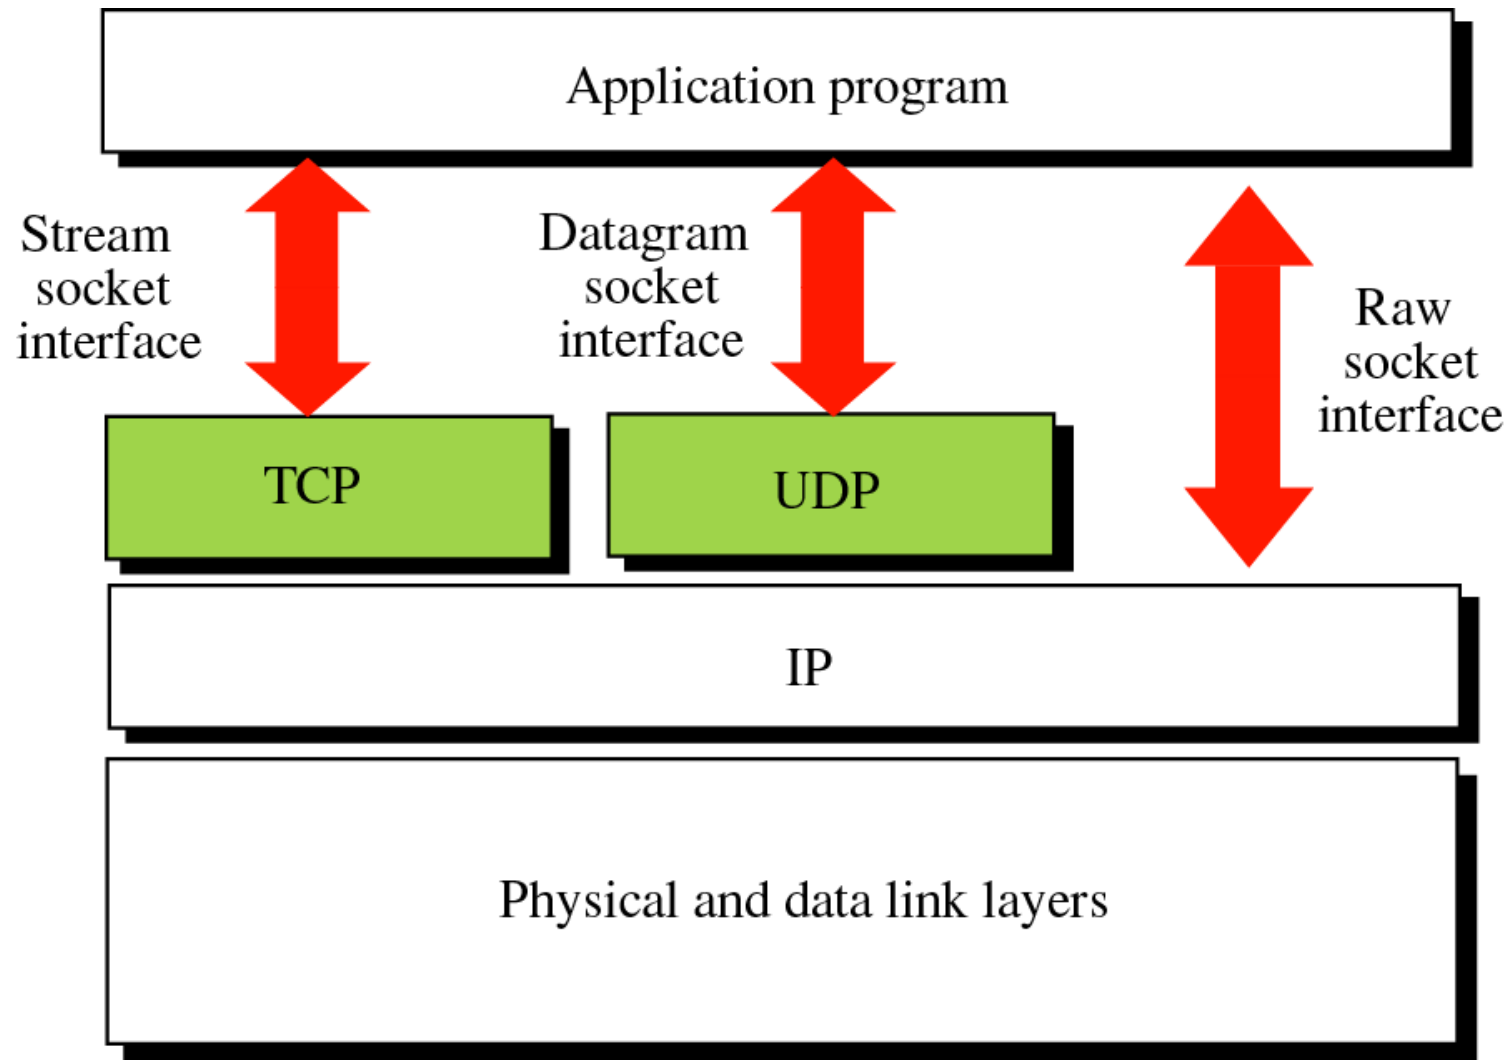 Application program
Stream
socket
interface
Datagram
socket
interface
Raw
socket
interface
TCP
UDP
IP
Physical and data link layers